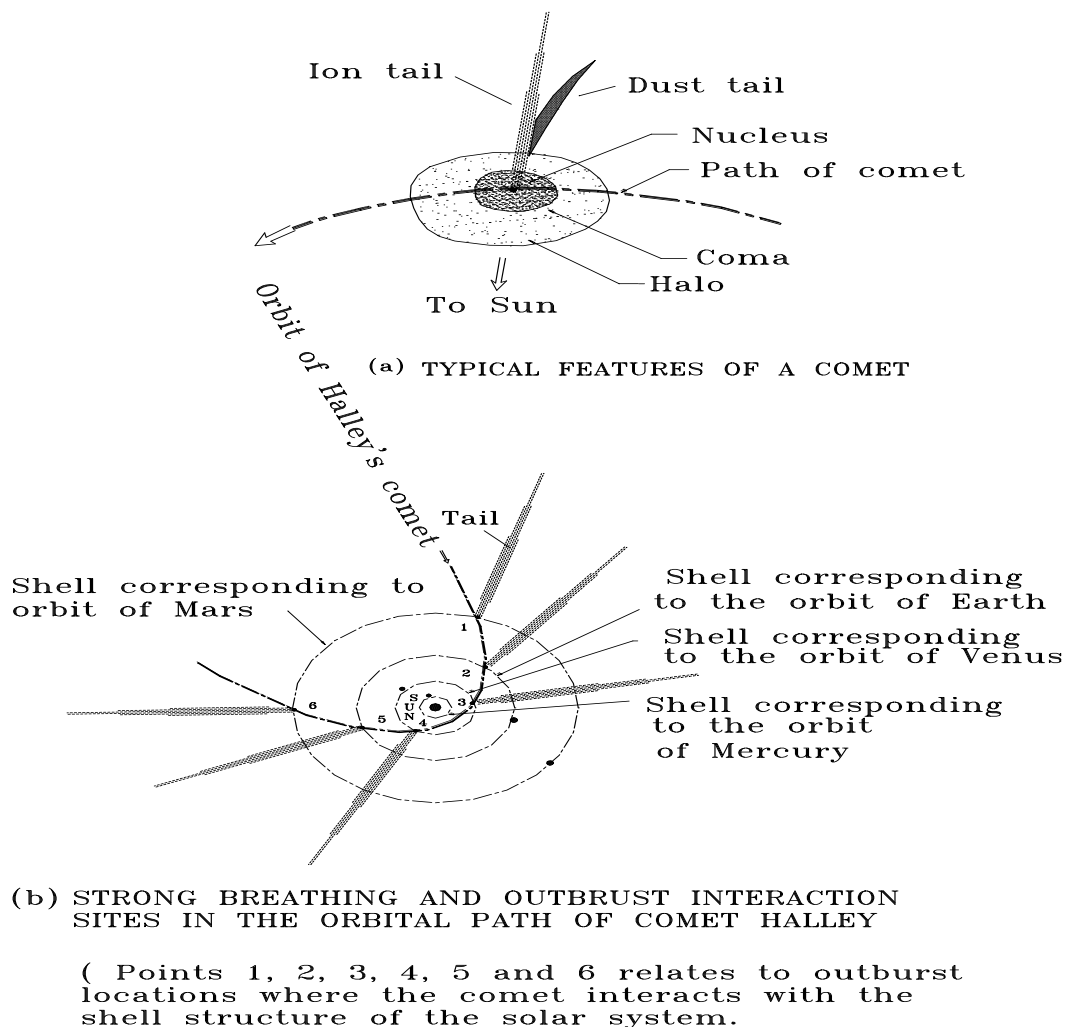 Ion tail
Dust tail
Nucleus
Path of comet
Coma
Halo
To Sun
(a) TYPICAL FEATURES OF A COMET
Orbit of Halley's comet
Tail
Shell corresponding to
orbit of Mars
Shell corresponding
to the orbit of Earth
Shell corresponding
to the orbit of Venus
Shell corresponding
to the orbit
of Mercury
1
2
3
SUN
4
5
6
(b) STRONG BREATHING AND OUTBRUST INTERACTION
SITES IN THE ORBITAL PATH OF COMET HALLEY
( Points 1, 2, 3, 4, 5 and 6 relates to outburst
locations where the comet interacts with the
shell structure of the solar system.